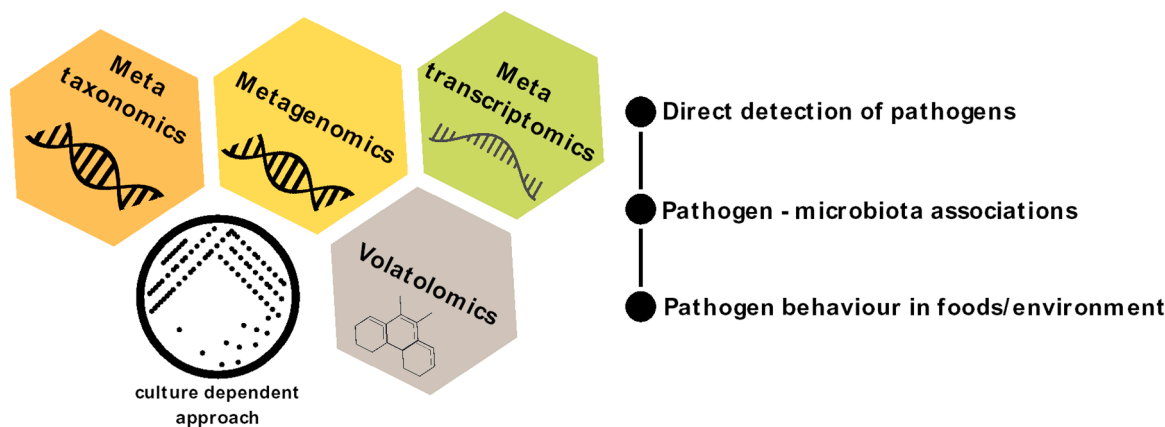 Meta
taxonomics
Metagenomics
Meta
transcriptomics
Volatolomics
culture dependent
approach
Direct detection of pathogens
Pathogen - microbiota associations
Pathogen behaviour in foods/environment